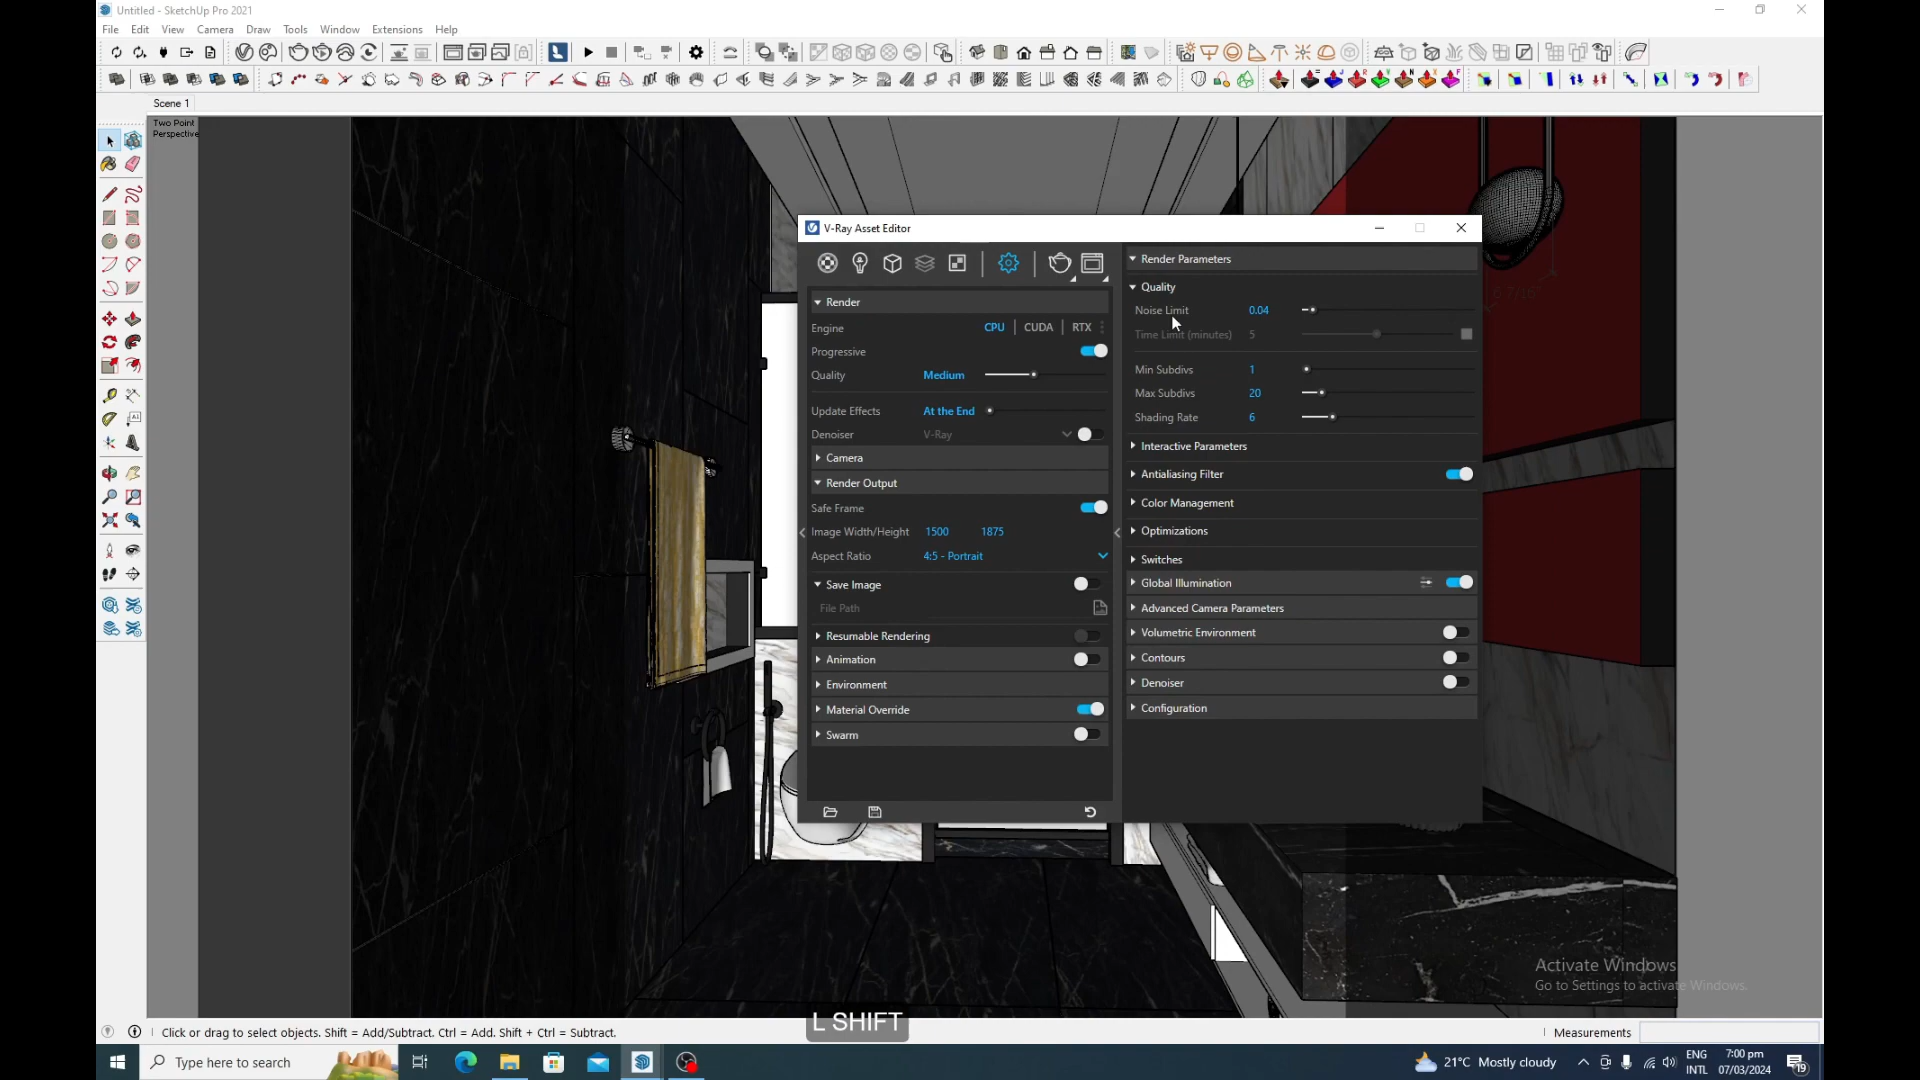 Untitled - SketchUp Pro 2021
File Edit View Camera Draw Tools Window Extensions Help
Scene 1
Two Point
Perspective
V-Ray Asset Editor
Render
Engine CPU CUDA RTX
Progressive
Quality Medium
Update Effects At the End
Denoiser V-Ray
Camera
Render Output
Safe Frame
Image Width/Height 1500 1875
Aspect Ratio 4:5 - Portrait
Save Image
File Path
Resumable Rendering
Animation
Environment
Material Override
Swarm
Render Parameters
Quality
Noise Limit 0.04
Time Limit (minutes) 5
Min Subdivs 1
Max Subdivs 20
Shading Rate 6
Interactive Parameters
Antialiasing Filter
Color Management
Optimizations
Switches
Global Illumination
Advanced Camera Parameters
Volumetric Environment
Contours
Denoiser
Configuration
Activate Windows
Go to Settings to activate Windows.
L SHIFT
Click or drag to select objects. Shift = Add/Subtract. Ctrl = Add. Shift + Ctrl = Subtract.
Measurements
Type here to search
21°C Mostly cloudy
ENG
INTL
7:00 pm
07/03/2024
19